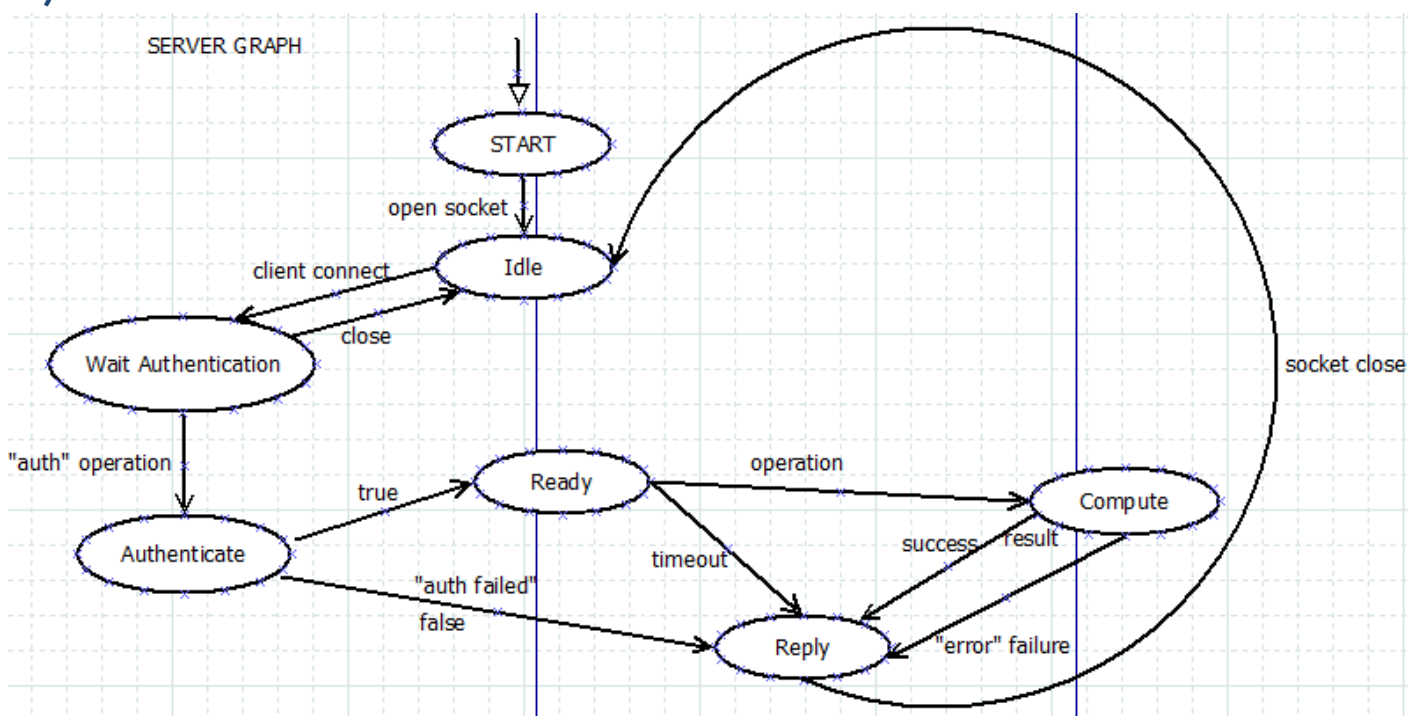 SERVER GRAPH
START
open socket
Idle
client connect
close
Wait Authentication
socket close
"auth" operation
Ready
operation
true
Compute
Authenticate
timeout
success
result
"auth failed"
false
Reply
"error" failure